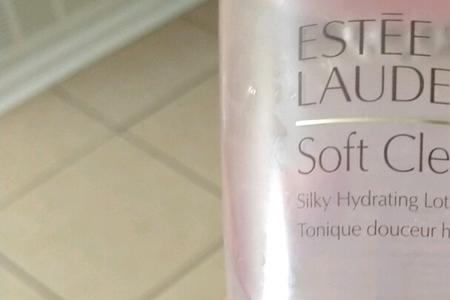 ESTĒE
LAUDE
Soft Cle
Silky Hydrating Lot
Tonique douceur h